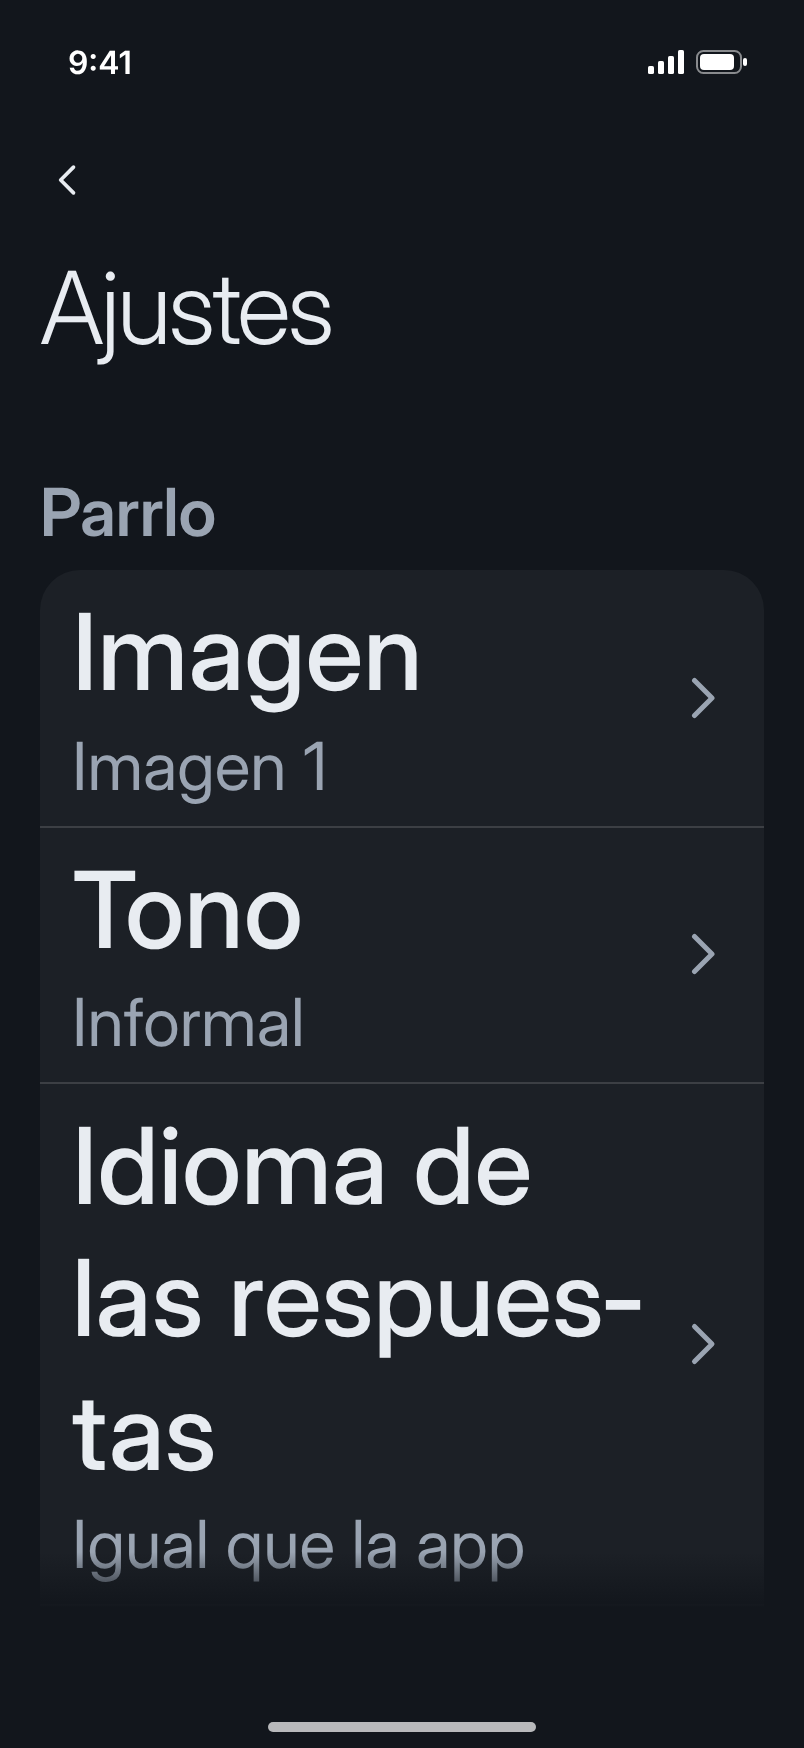 9:41
Ajustes
Parrlo
Imagen
Imagen 1
Tono
Informal
Idioma de
las respues-
tas
Igual que la app